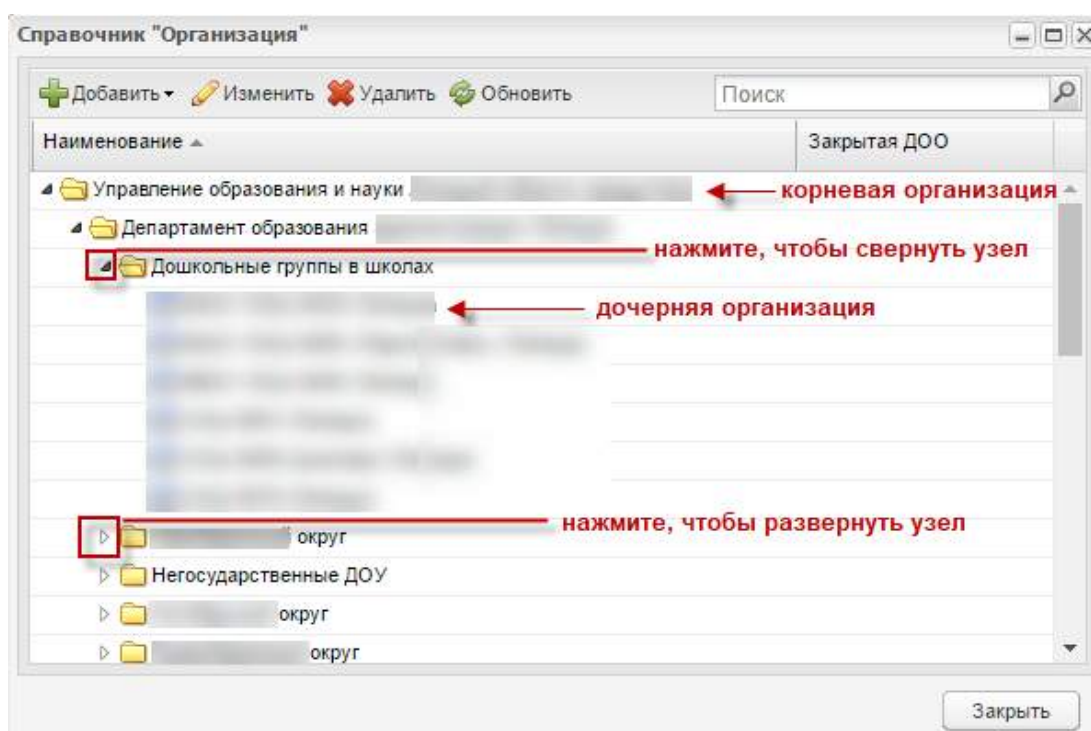 Справочник "Организация"
Добавить Изменить Удалить Обновить Поиск
Наименование Закрытая ДОО
Управление образования и науки корневая организация
Департамент образования
нажмите, чтобы свернуть узел
Дошкольные группы в школах
дочерняя организация
нажмите, чтобы развернуть узел
округ
Негосударственные ДОУ
округ
округ
Закрыть